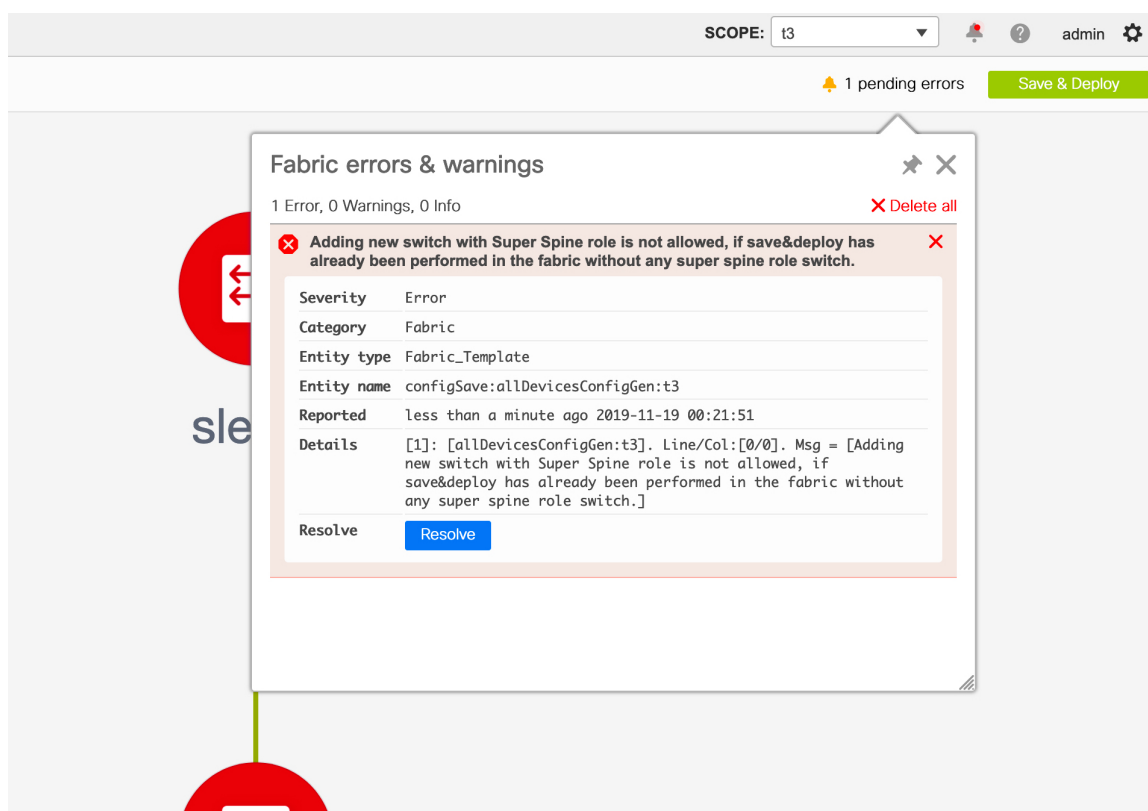 SCOPE: t3 admin
1 pending errors Save & Deploy
Fabric errors & warnings
1 Error, 0 Warnings, 0 Info Delete all
Adding new switch with Super Spine role is not allowed, if save&deploy has
already been performed in the fabric without any super spine role switch.
Severity Error
Category Fabric
Entity type Fabric_Template
Entity name configSave:allDevicesConfigGen:t3
Reported less than a minute ago 2019-11-19 00:21:51
Details [1]: [allDevicesConfigGen:t3]. Line/Col:[0/0]. Msg = [Adding
new switch with Super Spine role is not allowed, if
save&deploy has already been performed in the fabric without
any super spine role switch.]
Resolve Resolve
sle